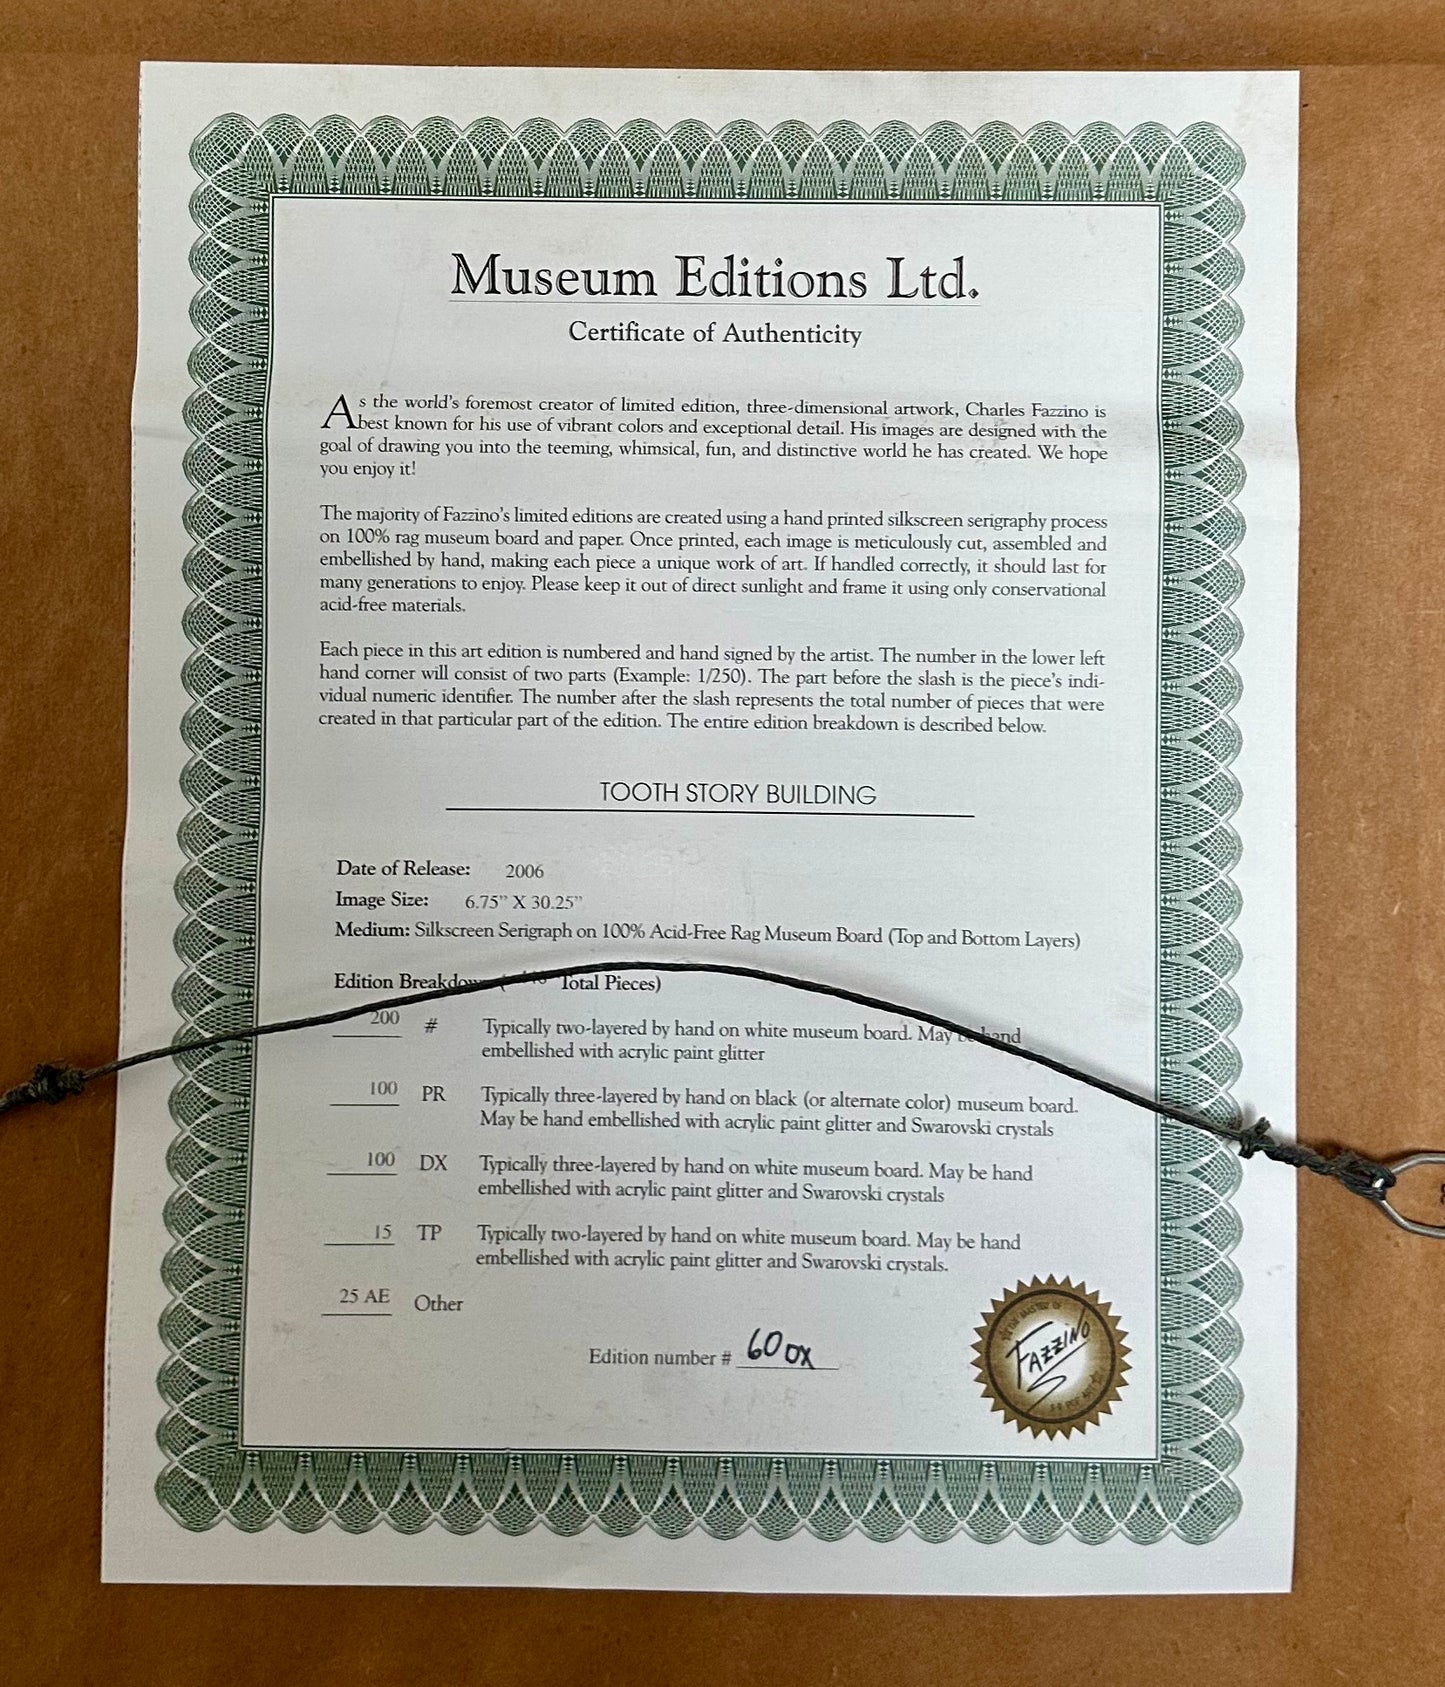 Museum Editions Ltd.
Certificate of Authenticity
As the world's foremost creator of limited edition, three-dimensional artwork, Charles Fazzino is
best known for his use of vibrant colors and exceptional detail. His images are designed with the
goal of drawing you into the teeming, whimsical, fun, and distinctive world he has created. We hope
you enjoy it!
The majority of Fazzino's limited editions are created using a hand printed silkscreen serigraphy process
on 100% rag museum board and paper. Once printed, each image is meticulously cut, assembled and
embellished by hand, making each piece a unique work of art. If handled correctly, it should last for
many generations to enjoy. Please keep it out of direct sunlight and frame it using only conservational
acid-free materials.
Each piece in this art edition is numbered and hand signed by the artist. The number in the lower left
hand corner will consist of two parts (Example: 1/250). The part before the slash is the piece's indi-
vidual numeric identifier. The number after the slash represents the total number of pieces that were
created in that particular part of the edition. The entire edition breakdown is described below.
TOOTH STORY BUILDING
Date of Release: 2006
Image Size: 6.75" X 30.25"
Medium: Silkscreen Serigraph on 100% Acid-Free Rag Museum Board (Top and Bottom Layers)
Edition Breakdown Total Pieces)
200 # Typically two-layered by hand on white museum board. May be hand
embellished with acrylic paint glitter
100 PR Typically three-layered by hand on black (or alternate color) museum board.
May be hand embellished with acrylic paint glitter and Swarovski crystals
100 DX Typically three-layered by hand on white museum board. May be hand
embellished with acrylic paint glitter and Swarovski crystals
15 TP Typically two-layered by hand on white museum board. May be hand
embellished with acrylic paint glitter and Swarovski crystals.
25 AE Other
Edition number # 60 DX
THE MASTER OF
FAZZINO
3-D POP ART